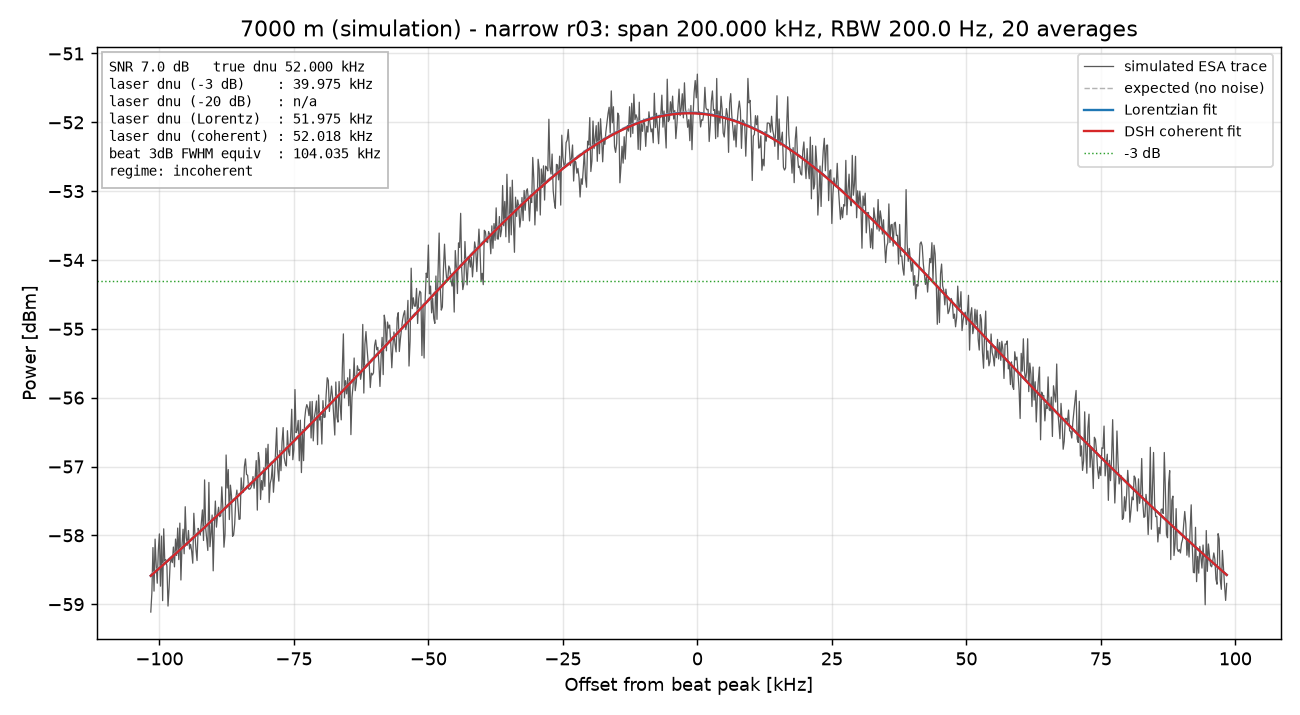 7000 m (simulation) - narrow r03: span 200.000 kHz, RBW 200.0 Hz, 20 averages
SNR 7.0 dB   true dnu 52.000 kHz
laser dnu (-3 dB)    : 39.975 kHz
laser dnu (-20 dB)   : n/a
laser dnu (Lorentz)  : 51.975 kHz
laser dnu (coherent) : 52.018 kHz
beat 3dB FWHM equiv  : 104.035 kHz
regime: incoherent
simulated ESA trace
expected (no noise)
Lorentzian fit
DSH coherent fit
-3 dB
Power [dBm]
−51
−52
−53
−54
−55
−56
−57
−58
−59
−100
−75
−50
−25
0
25
50
75
100
Offset from beat peak [kHz]